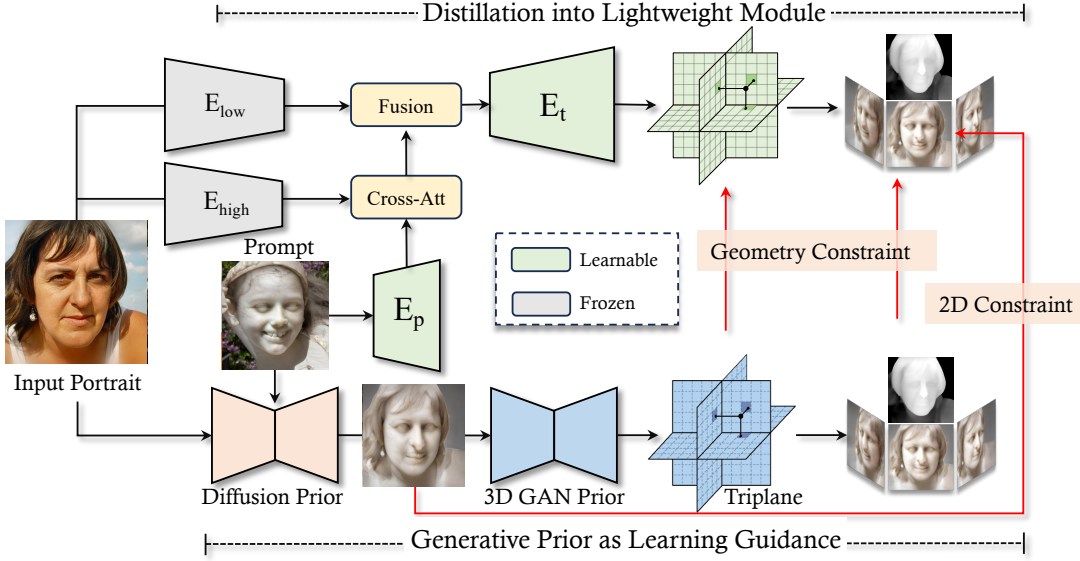 Distillation into Lightweight Module
E_low
Fusion
E_t
E_high
Cross-Att
Prompt
Learnable
Geometry Constraint
E_p
Frozen
2D Constraint
Input Portrait
Diffusion Prior
3D GAN Prior
Triplane
Generative Prior as Learning Guidance